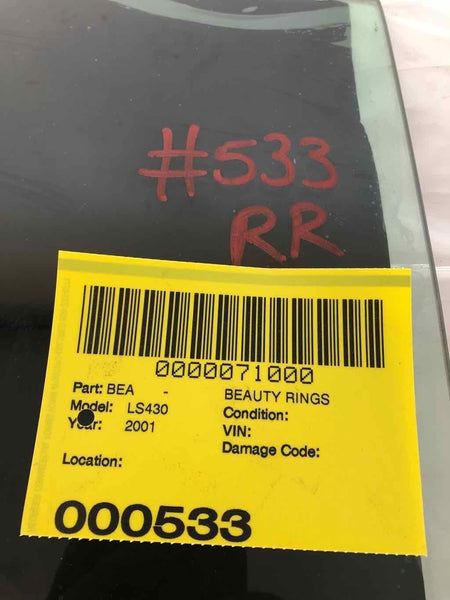 #533
RR
0000071000
Part: BEA - BEAUTY RINGS
Model: LS430 Condition:
Year: 2001 VIN:
Damage Code:
Location:
000533